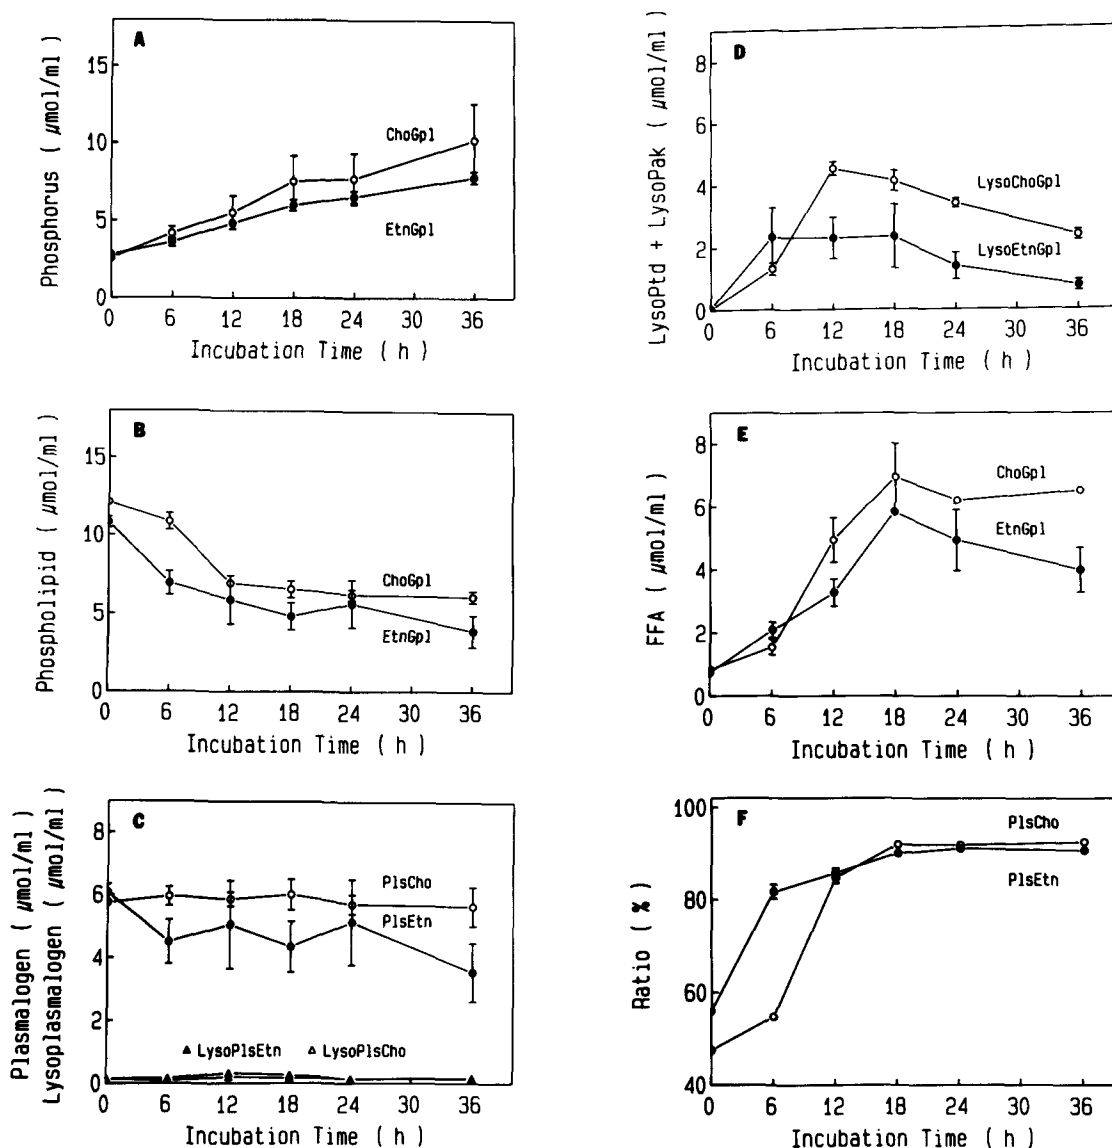 A
Phosphorus ( µmol/ml )
15
10
5
0
ChoGpl
EtnGpl
0 6 12 18 24 30 36
Incubation Time ( h )
B
Phospholipid ( µmol/ml )
15
10
5
0
ChoGpl
EtnGpl
0 6 12 18 24 30 36
Incubation Time ( h )
C
Plasmalogen ( µmol/ml )
Lysoplasmalogen ( µmol/ml )
8
6
4
2
0
PlsCho
PlsEtn
▲ LysoPlsEtn △ LysoPlsCho
0 6 12 18 24 30 36
Incubation Time ( h )
D
LysoPtd + LysoPak ( µmol/ml )
8
6
4
2
0
LysoChoGpl
LysoEtnGpl
0 6 12 18 24 30 36
Incubation Time ( h )
E
FFA ( µmol/ml )
8
6
4
2
0
ChoGpl
EtnGpl
0 6 12 18 24 30 36
Incubation Time ( h )
F
Ratio ( % )
100
80
60
40
PlsCho
PlsEtn
0 6 12 18 24 30 36
Incubation Time ( h )